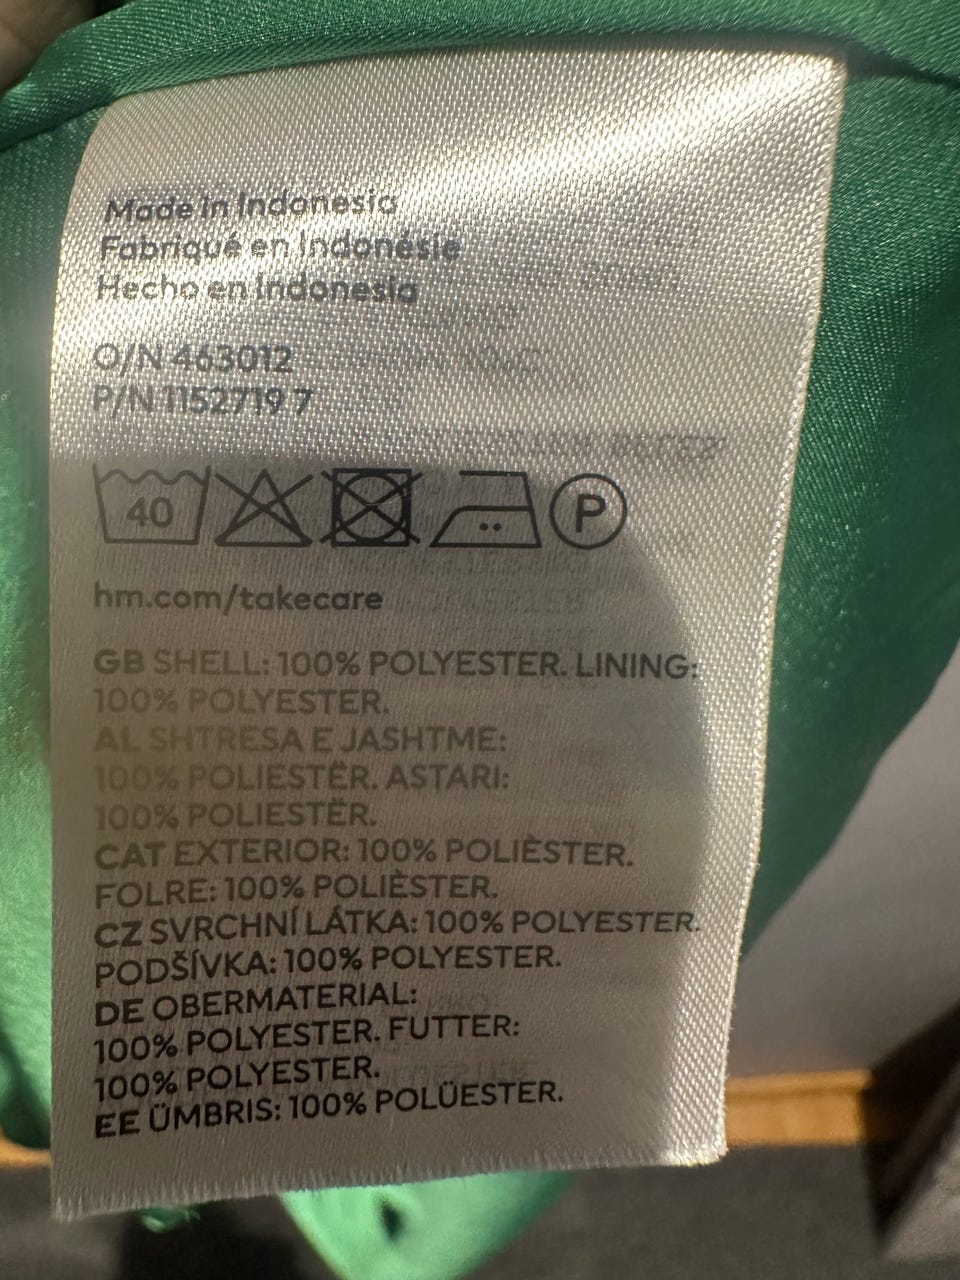 Made in Indonesia
Fabriqué en Indonésie
Hecho en Indonesia
O/N 463012
P/N 1152719 7
40 P
hm.com/takecare
GB SHELL: 100% POLYESTER. LINING:
100% POLYESTER.
AL SHTRESA E JASHTME:
100% POLIESTËR. ASTARI:
100% POLIESTËR.
CAT EXTERIOR: 100% POLIÈSTER.
FOLRE: 100% POLIÈSTER.
CZ SVRCHNÍ LÁTKA: 100% POLYESTER.
PODŠÍVKA: 100% POLYESTER.
DE OBERMATERIAL:
100% POLYESTER. FUTTER:
100% POLYESTER.
EE ÜMBRIS: 100% POLÜESTER.